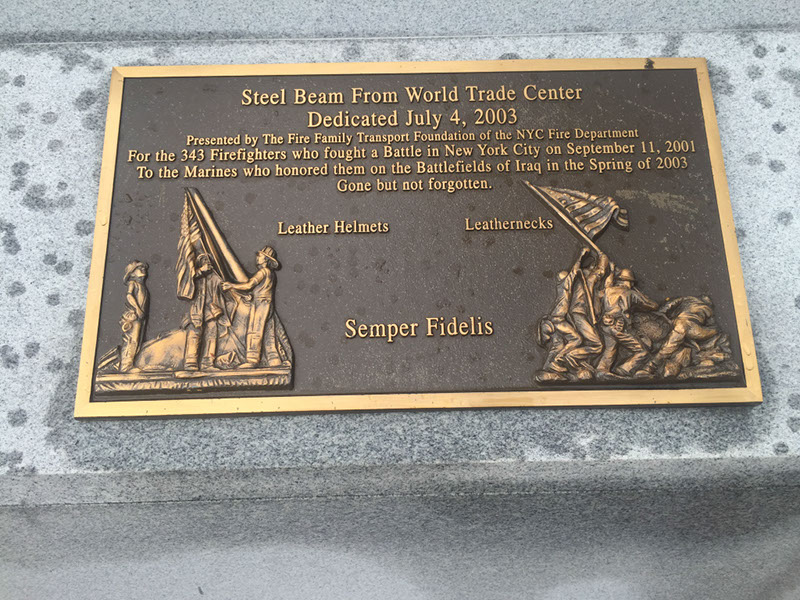 Steel Beam From World Trade Center
Dedicated July 4, 2003
Presented by The Fire Family Transport Foundation of the NYC Fire Department
For the 343 Firefighters who fought a Battle in New York City on September 11, 2001
To the Marines who honored them on the Battlefields of Iraq in the Spring of 2003
Gone but not forgotten.
Leather Helmets
Leathernecks
Semper Fidelis